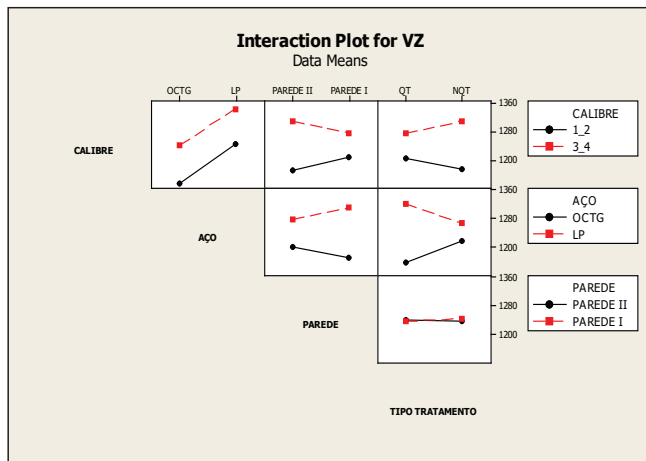 Interaction Plot for VZ
Data Means
OCTG LP PAREDE II PAREDE I QT NQT
CALIBRE
1360
1280
1200
CALIBRE
1_2
3_4
AÇO
1360
1280
1200
AÇO
OCTG
LP
PAREDE
1360
1280
1200
PAREDE
PAREDE II
PAREDE I
TIPO TRATAMENTO